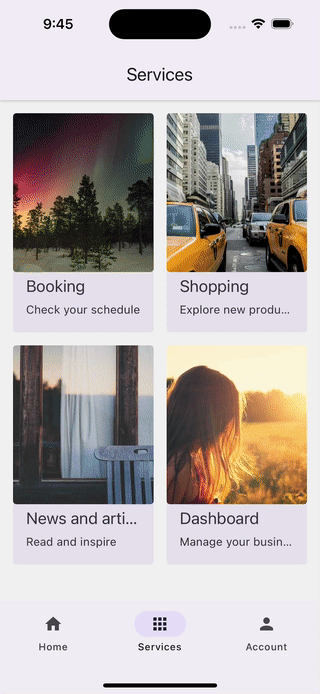 9:45
Services
Booking
Check your schedule
Shopping
Explore new produ...
News and arti...
Read and inspire
Dashboard
Manage your busin...
Home
Services
Account